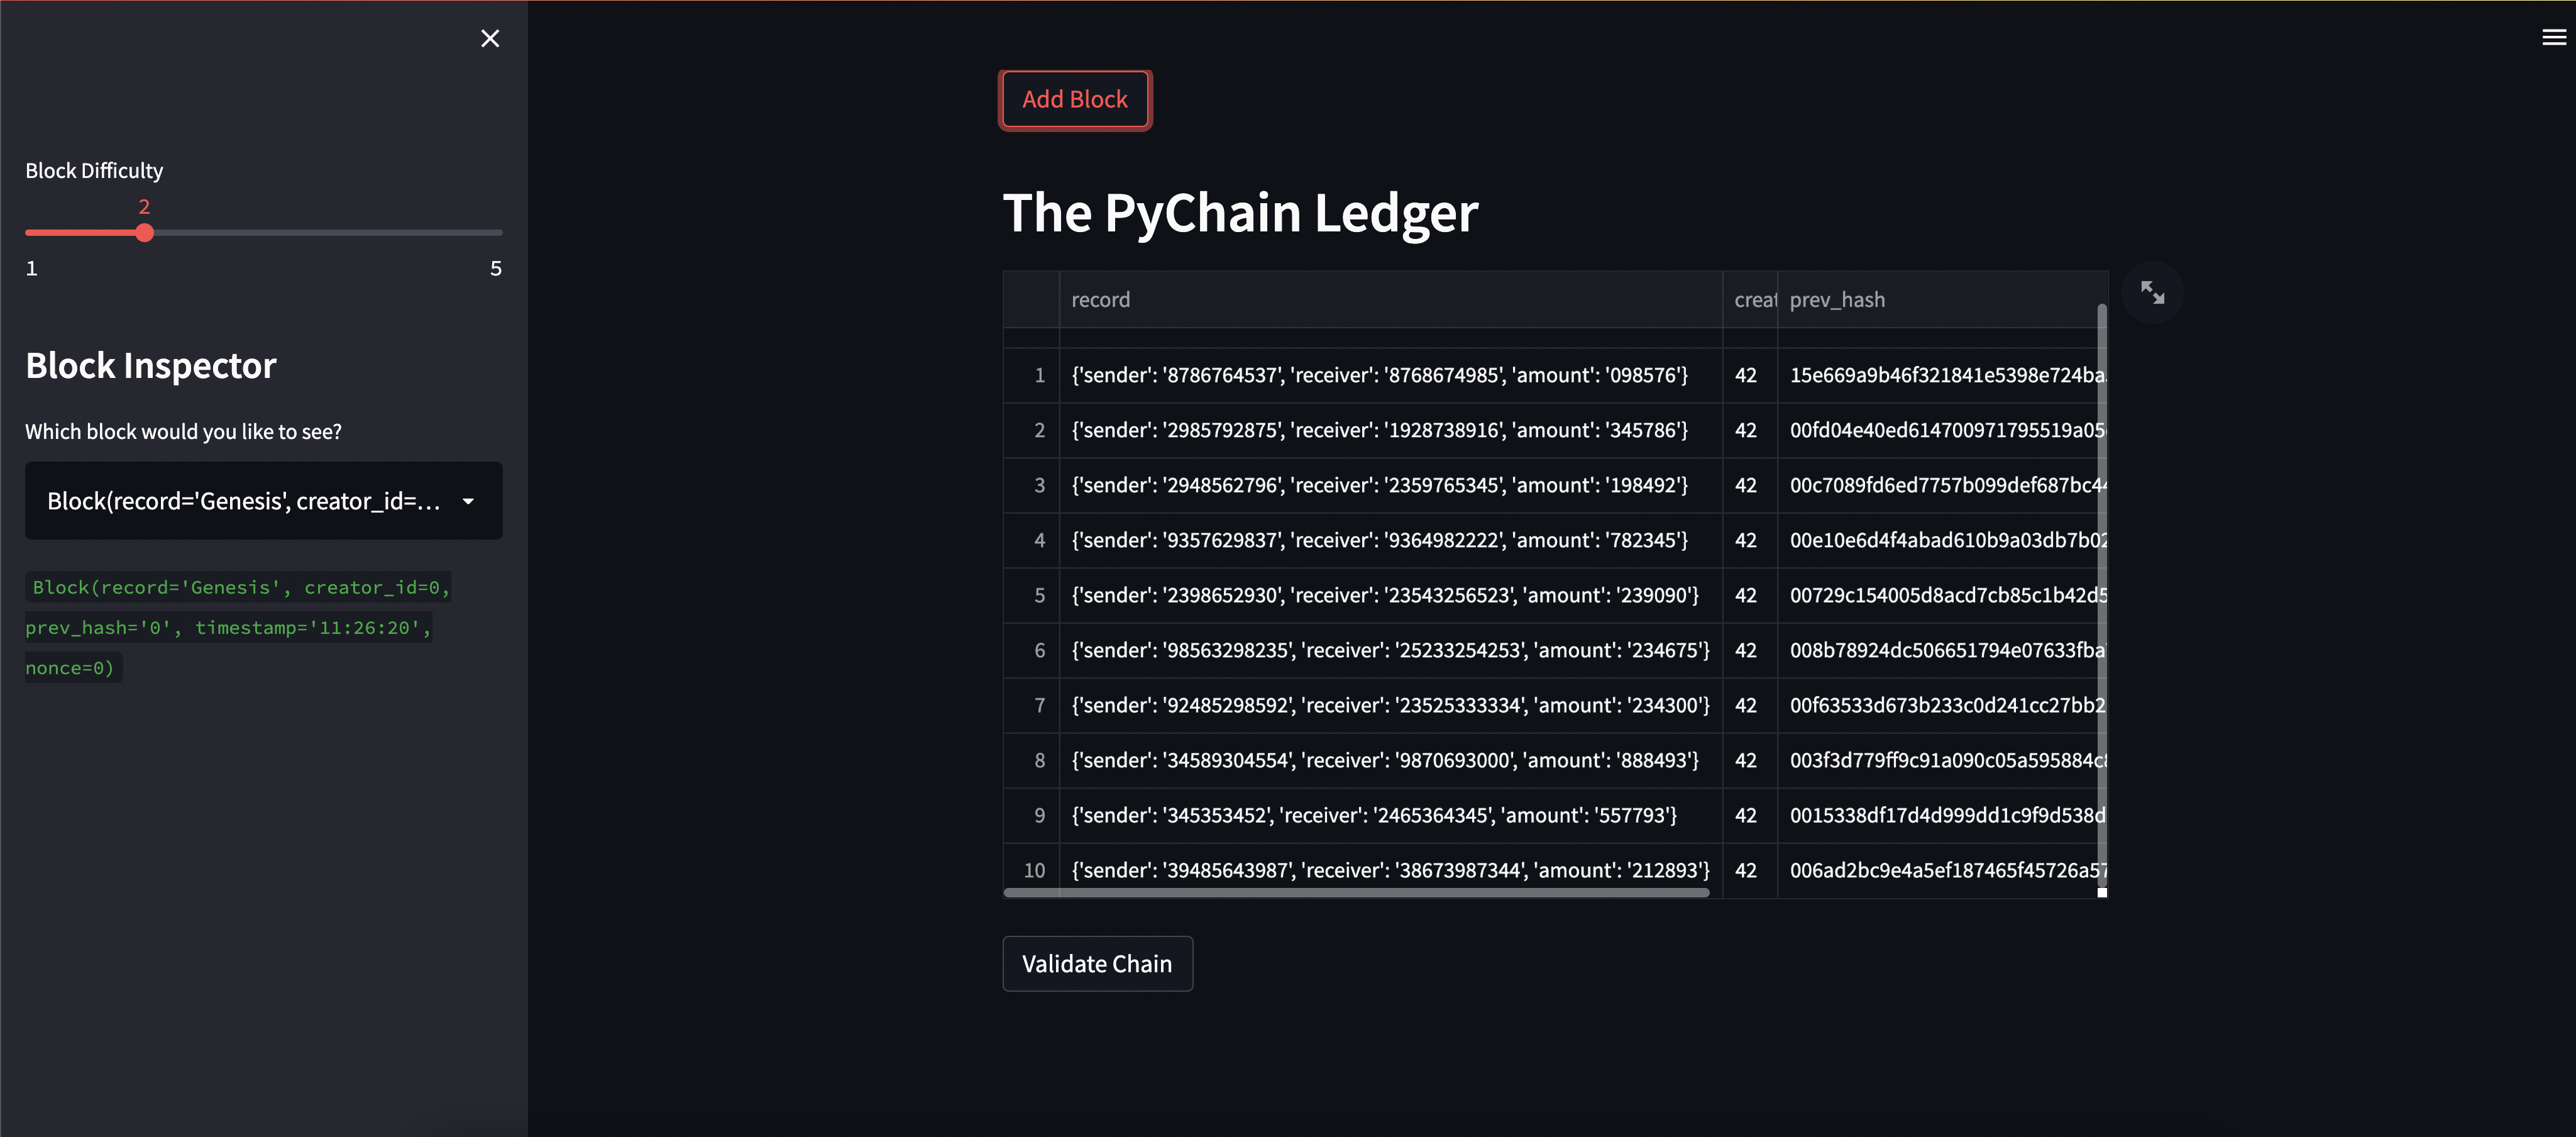 Block Difficulty
2
1 5
Block Inspector
Which block would you like to see?
Block(record='Genesis', creator_id=...
Block(record='Genesis', creator_id=0,
prev_hash='0', timestamp='11:26:20',
nonce=0)
Add Block
The PyChain Ledger
record creat prev_hash
1 {'sender': '8786764537', 'receiver': '8768674985', 'amount': '098576'} 42 15e669a9b46f321841e5398e724ba
2 {'sender': '2985792875', 'receiver': '1928738916', 'amount': '345786'} 42 00fd04e40ed614700971795519a05
3 {'sender': '2948562796', 'receiver': '2359765345', 'amount': '198492'} 42 00c7089fd6ed7757b099def687bc44
4 {'sender': '9357629837', 'receiver': '9364982222', 'amount': '782345'} 42 00e10e6d4f4abad610b9a03db7b02
5 {'sender': '2398652930', 'receiver': '23543256523', 'amount': '239090'} 42 00729c154005d8acd7cb85c1b42d5
6 {'sender': '98563298235', 'receiver': '25233254253', 'amount': '234675'} 42 008b78924dc506651794e07633fba
7 {'sender': '92485298592', 'receiver': '23525333334', 'amount': '234300'} 42 00f63533d673b233c0d241cc27bb2
8 {'sender': '34589304554', 'receiver': '9870693000', 'amount': '888493'} 42 003f3d779ff9c91a090c05a595884c8
9 {'sender': '345353452', 'receiver': '2465364345', 'amount': '557793'} 42 0015338df17d4d999dd1c9f9d538d
10 {'sender': '39485643987', 'receiver': '38673987344', 'amount': '212893'} 42 006ad2bc9e4a5ef187465f45726a57
Validate Chain